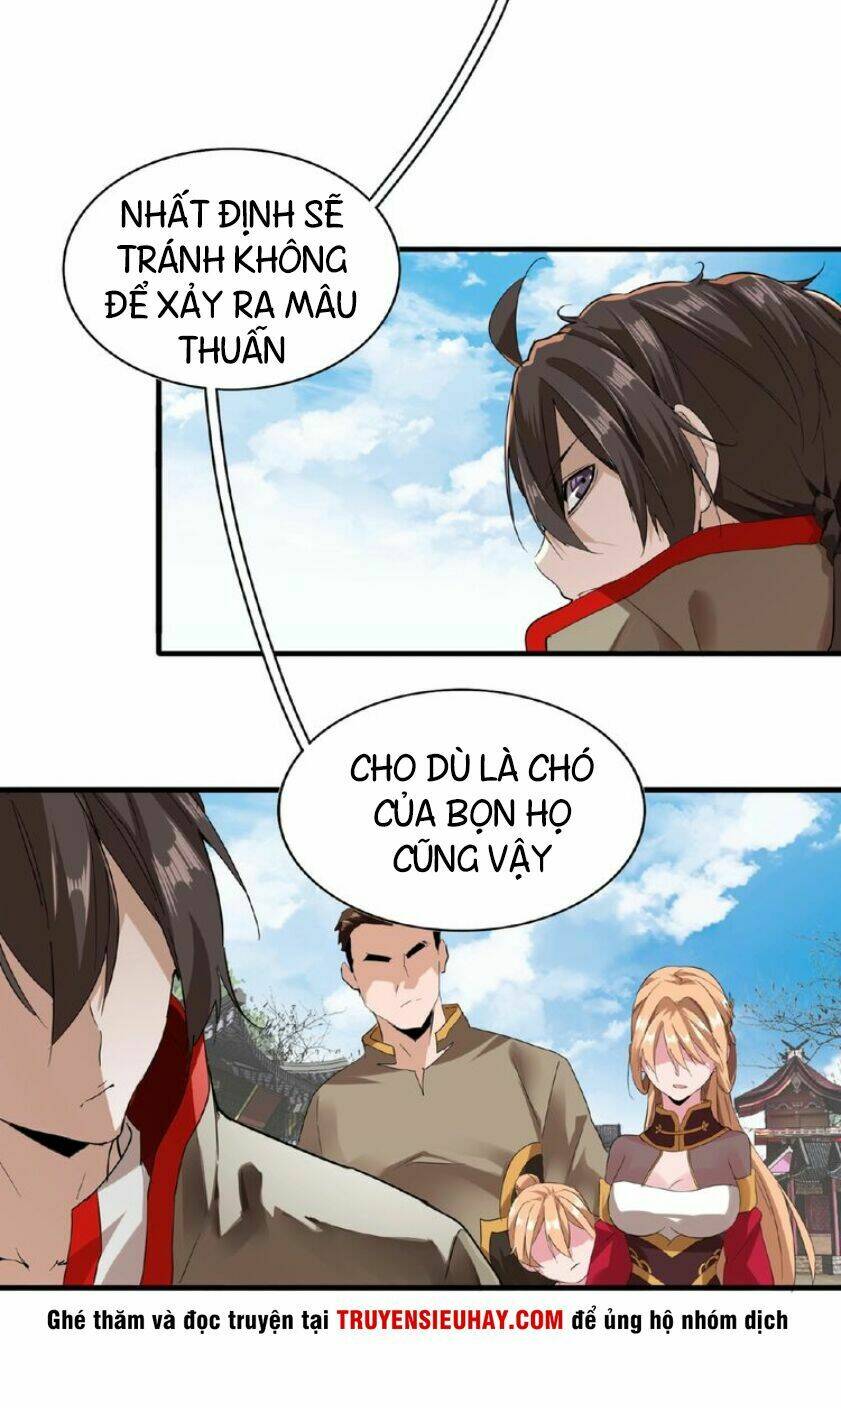 NHẤT ĐỊNH SẼ
TRÁNH KHÔNG
ĐỂ XẢY RA MÂU
THUẪN
CHO DÙ LÀ CHÓ
CỦA BỌN HỌ
CŨNG VẬY
Ghé thăm và đọc truyện tại TRUYENSIEUHAY.COM để ủng hộ nhóm dịch